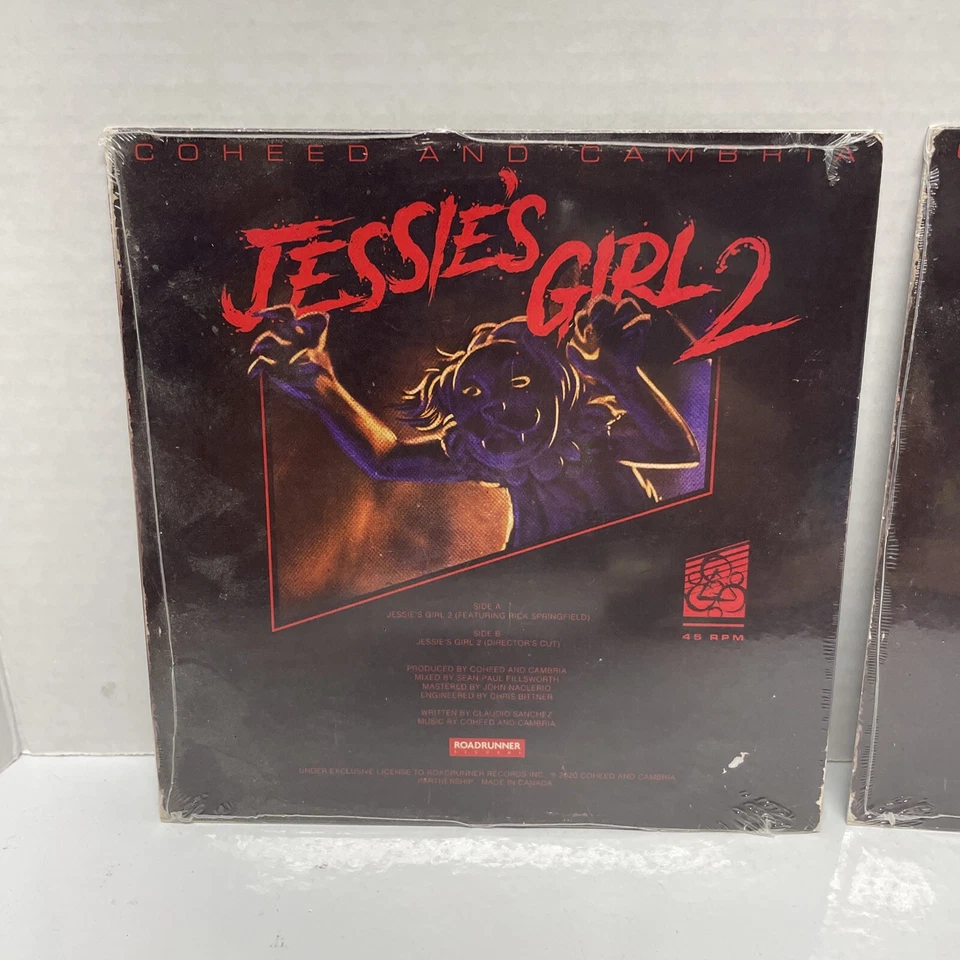 COHEED AND CAMBRIA
JESSIE'S
GIRL 2
SIDE A
JESSIE'S GIRL 2 (FEATURING RICK SPRINGFIELD)
SIDE B
JESSIE'S GIRL 2 (DIRECTOR'S CUT)
45 RPM
PRODUCED BY COHEED AND CAMBRIA
MIXED BY SEAN-PAUL FILLSWORTH
MASTERED BY JOHN NACLERIO
ENGINEERED BY CHRIS BITTNER
WRITTEN BY CLAUDIO SANCHEZ
MUSIC BY COHEED AND CAMBRIA
ROADRUNNER
RECORDS
UNDER EXCLUSIVE LICENSE TO ROADRUNNER RECORDS INC. ℗ 2020 COHEED AND CAMBRIA
PARTNERSHIP. MADE IN CANADA.